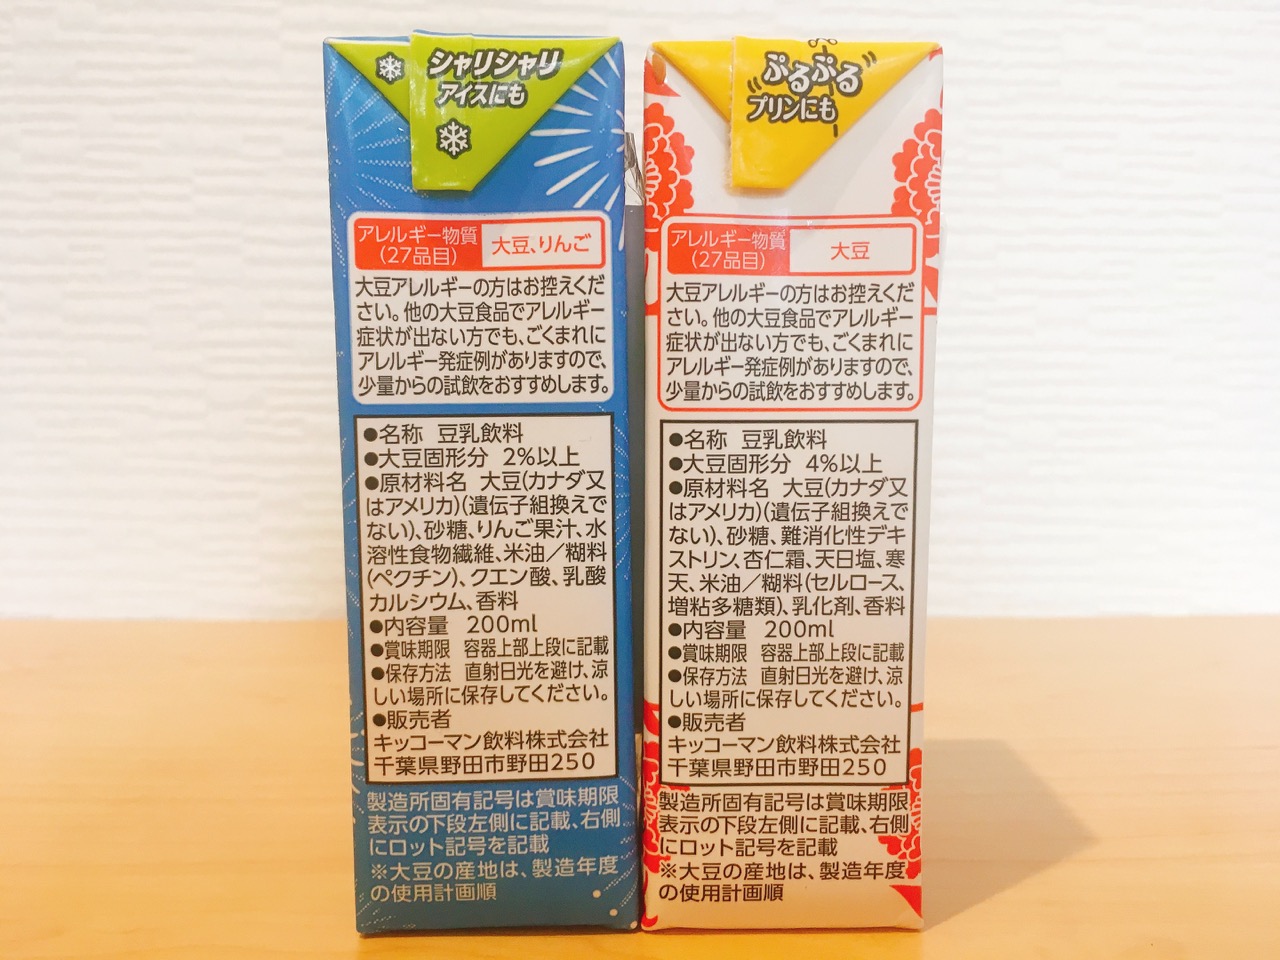 シャリシャリ
アイスにも
アレルギー物質
(27品目)
大豆、りんご
大豆アレルギーの方はお控えくだ
さい。他の大豆食品でアレルギー
症状が出ない方でも、ごくまれに
アレルギー発症例がありますので、
少量からの試飲をおすすめします。
●名称 豆乳飲料
●大豆固形分 2%以上
●原材料名 大豆(カナダ又
はアメリカ)(遺伝子組換えで
ない)、砂糖、りんご果汁、水
溶性食物繊維、米油/糊料
(ペクチン)、クエン酸、乳酸
カルシウム、香料
●内容量 200ml
●賞味期限 容器上部上段に記載
●保存方法 直射日光を避け、涼
しい場所に保存してください。
●販売者
キッコーマン飲料株式会社
千葉県野田市野田250
製造所固有記号は賞味期限
表示の下段左側に記載、右側
にロット記号を記載
※大豆の産地は、製造年度
の使用計画順
ぷるぷる
プリンにも
アレルギー物質
(27品目)
大豆
大豆アレルギーの方はお控えくだ
さい。他の大豆食品でアレルギー
症状が出ない方でも、ごくまれに
アレルギー発症例がありますので、
少量からの試飲をおすすめします。
●名称 豆乳飲料
●大豆固形分 4%以上
●原材料名 大豆(カナダ又
はアメリカ)(遺伝子組換えで
ない)、砂糖、難消化性デキ
ストリン、杏仁霜、天日塩、寒
天、米油/糊料(セルロース、
増粘多糖類)、乳化剤、香料
●内容量 200ml
●賞味期限 容器上部上段に記載
●保存方法 直射日光を避け、涼
しい場所に保存してください。
●販売者
キッコーマン飲料株式会社
千葉県野田市野田250
製造所固有記号は賞味期限
表示の下段左側に記載、右側
にロット記号を記載
※大豆の産地は、製造年度
の使用計画順